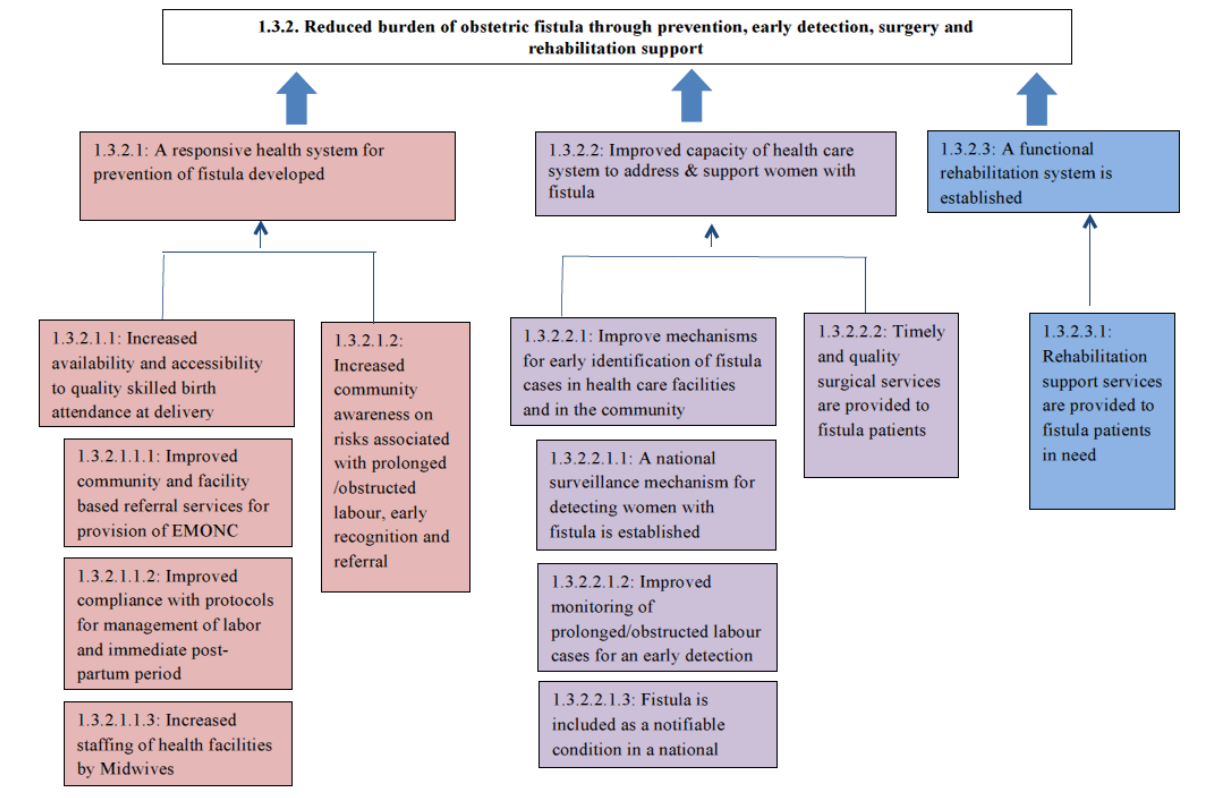 1.3.2. Reduced burden of obstetric fistula through prevention, early detection, surgery and
rehabilitation support
1.3.2.1: A responsive health system for
prevention of fistula developed
1.3.2.2: Improved capacity of health care
system to address & support women with
fistula
1.3.2.3: A functional
rehabilitation system is
established
1.3.2.1.1: Increased
availability and accessibility
to quality skilled birth
attendance at delivery
1.3.2.1.1.1: Improved
community and facility
based referral services for
provision of EMONC
1.3.2.1.1.2: Improved
compliance with protocols
for management of labor
and immediate post-
partum period
1.3.2.1.1.3: Increased
staffing of health facilities
by Midwives
1.3.2.1.2:
Increased
community
awareness on
risks associated
with prolonged
/obstructed
labour, early
recognition and
referral
1.3.2.2.1: Improve mechanisms
for early identification of fistula
cases in health care facilities
and in the community
1.3.2.2.1.1: A national
surveillance mechanism for
detecting women with
fistula is established
1.3.2.2.1.2: Improved
monitoring of
prolonged/obstructed labour
cases for an early detection
1.3.2.2.1.3: Fistula is
included as a notifiable
condition in a national
1.3.2.2.2: Timely
and quality
surgical services
are provided to
fistula patients
1.3.2.3.1:
Rehabilitation
support services
are provided to
fistula patients
in need